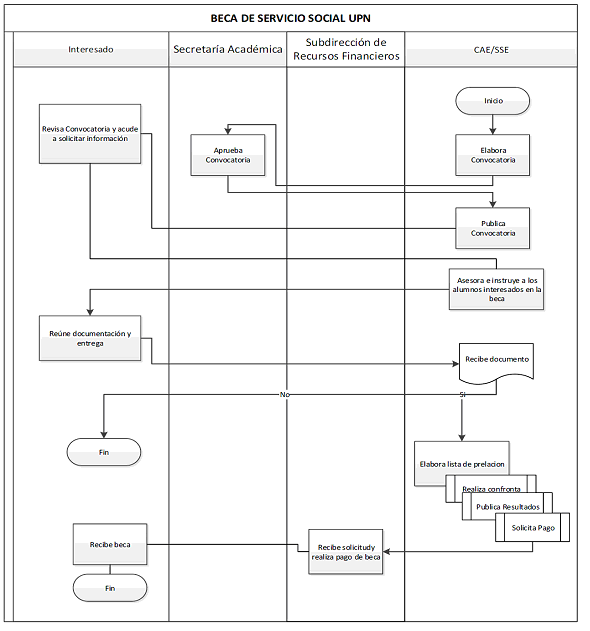 BECA DE SERVICIO SOCIAL UPN
Interesado
Secretaría Académica
Subdirección de
Recursos Financieros
CAE/SSE
Inicio
Revisa Convocatoria y acude
a solicitar información
Aprueba
Convocatoria
Elabora
Convocatoria
Publica
Convocatoria
Asesora e instruye a los
alumnos interesados en la
beca
Reúne documentación y
entrega
Recibe documento
No
Si
Fin
Elabora lista de prelacion
Realiza confronta
Publica Resultados
Solicita Pago
Recibe beca
Recibe solicitudy
realiza pago de beca
Fin